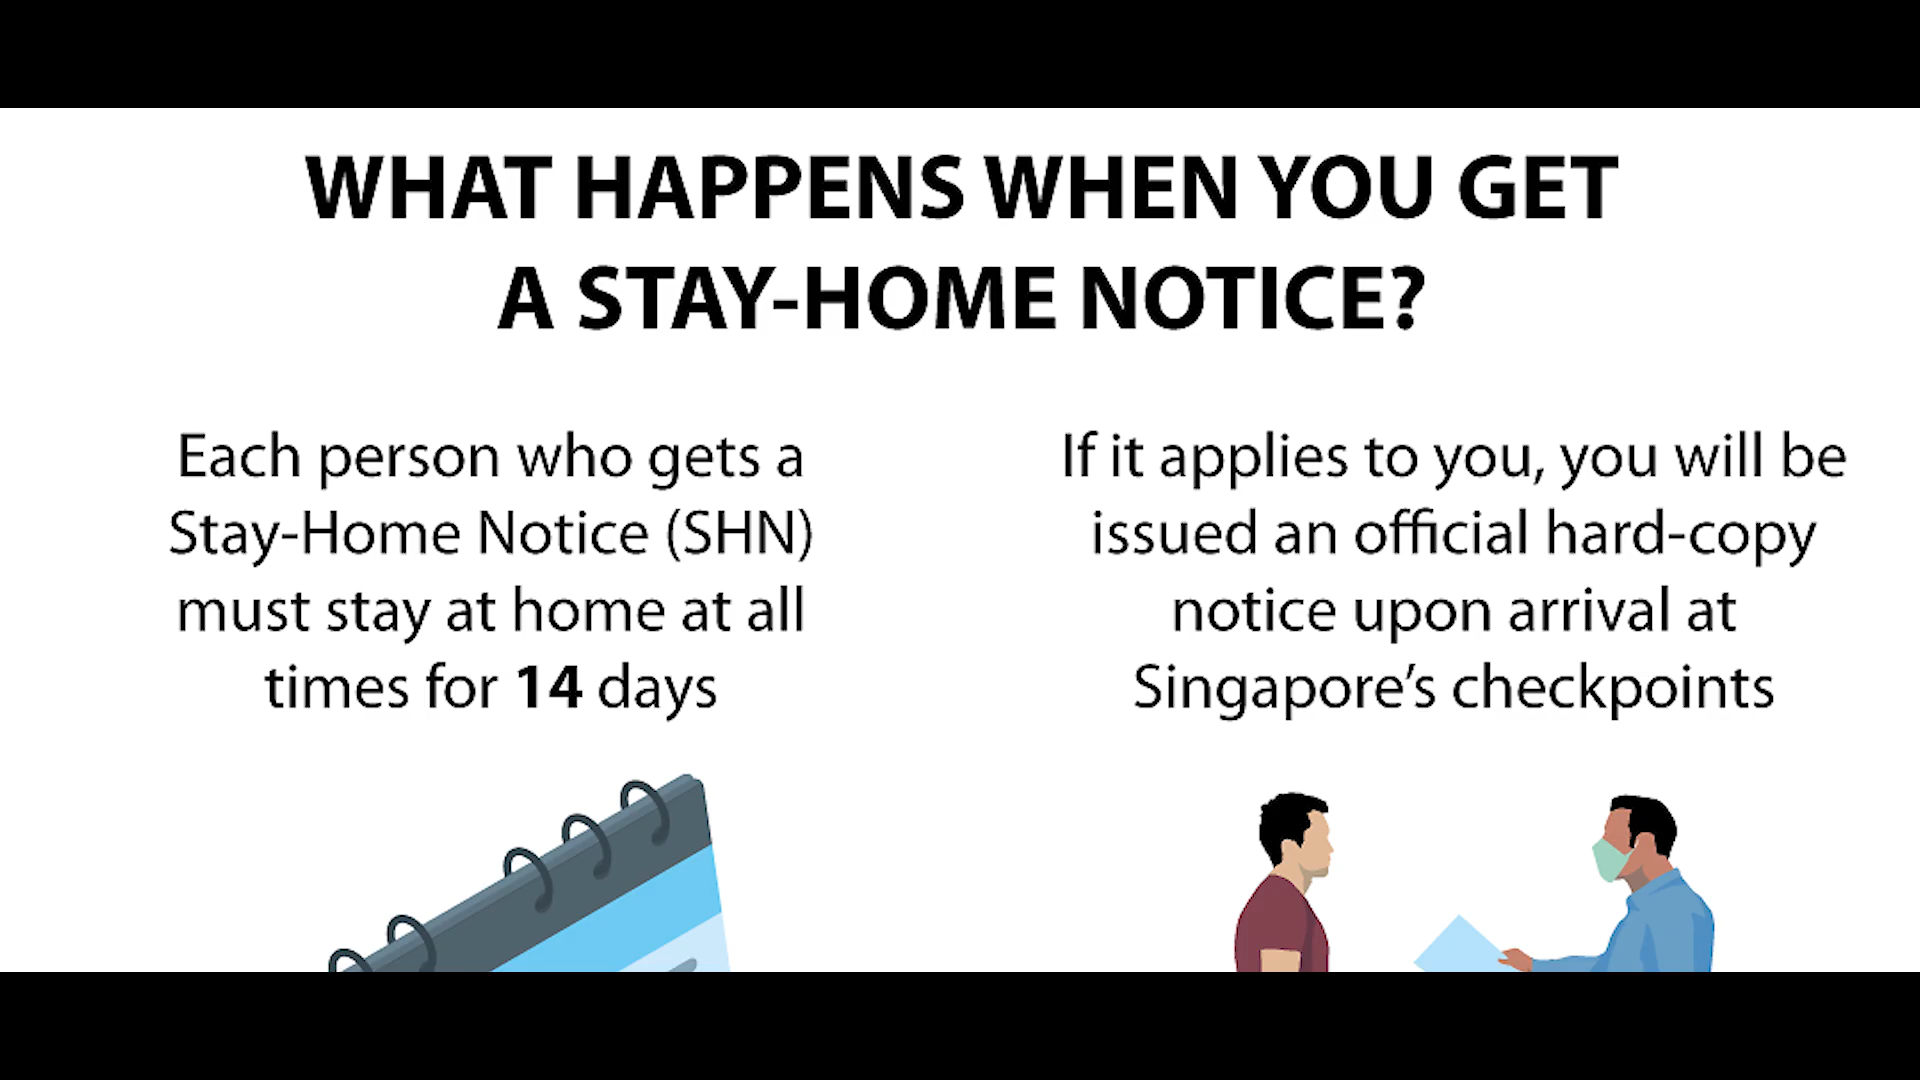 WHAT HAPPENS WHEN YOU GET
A STAY-HOME NOTICE?
Each person who gets a
Stay-Home Notice (SHN)
must stay at home at all
times for 14 days
If it applies to you, you will be
issued an official hard-copy
notice upon arrival at
Singapore’s checkpoints